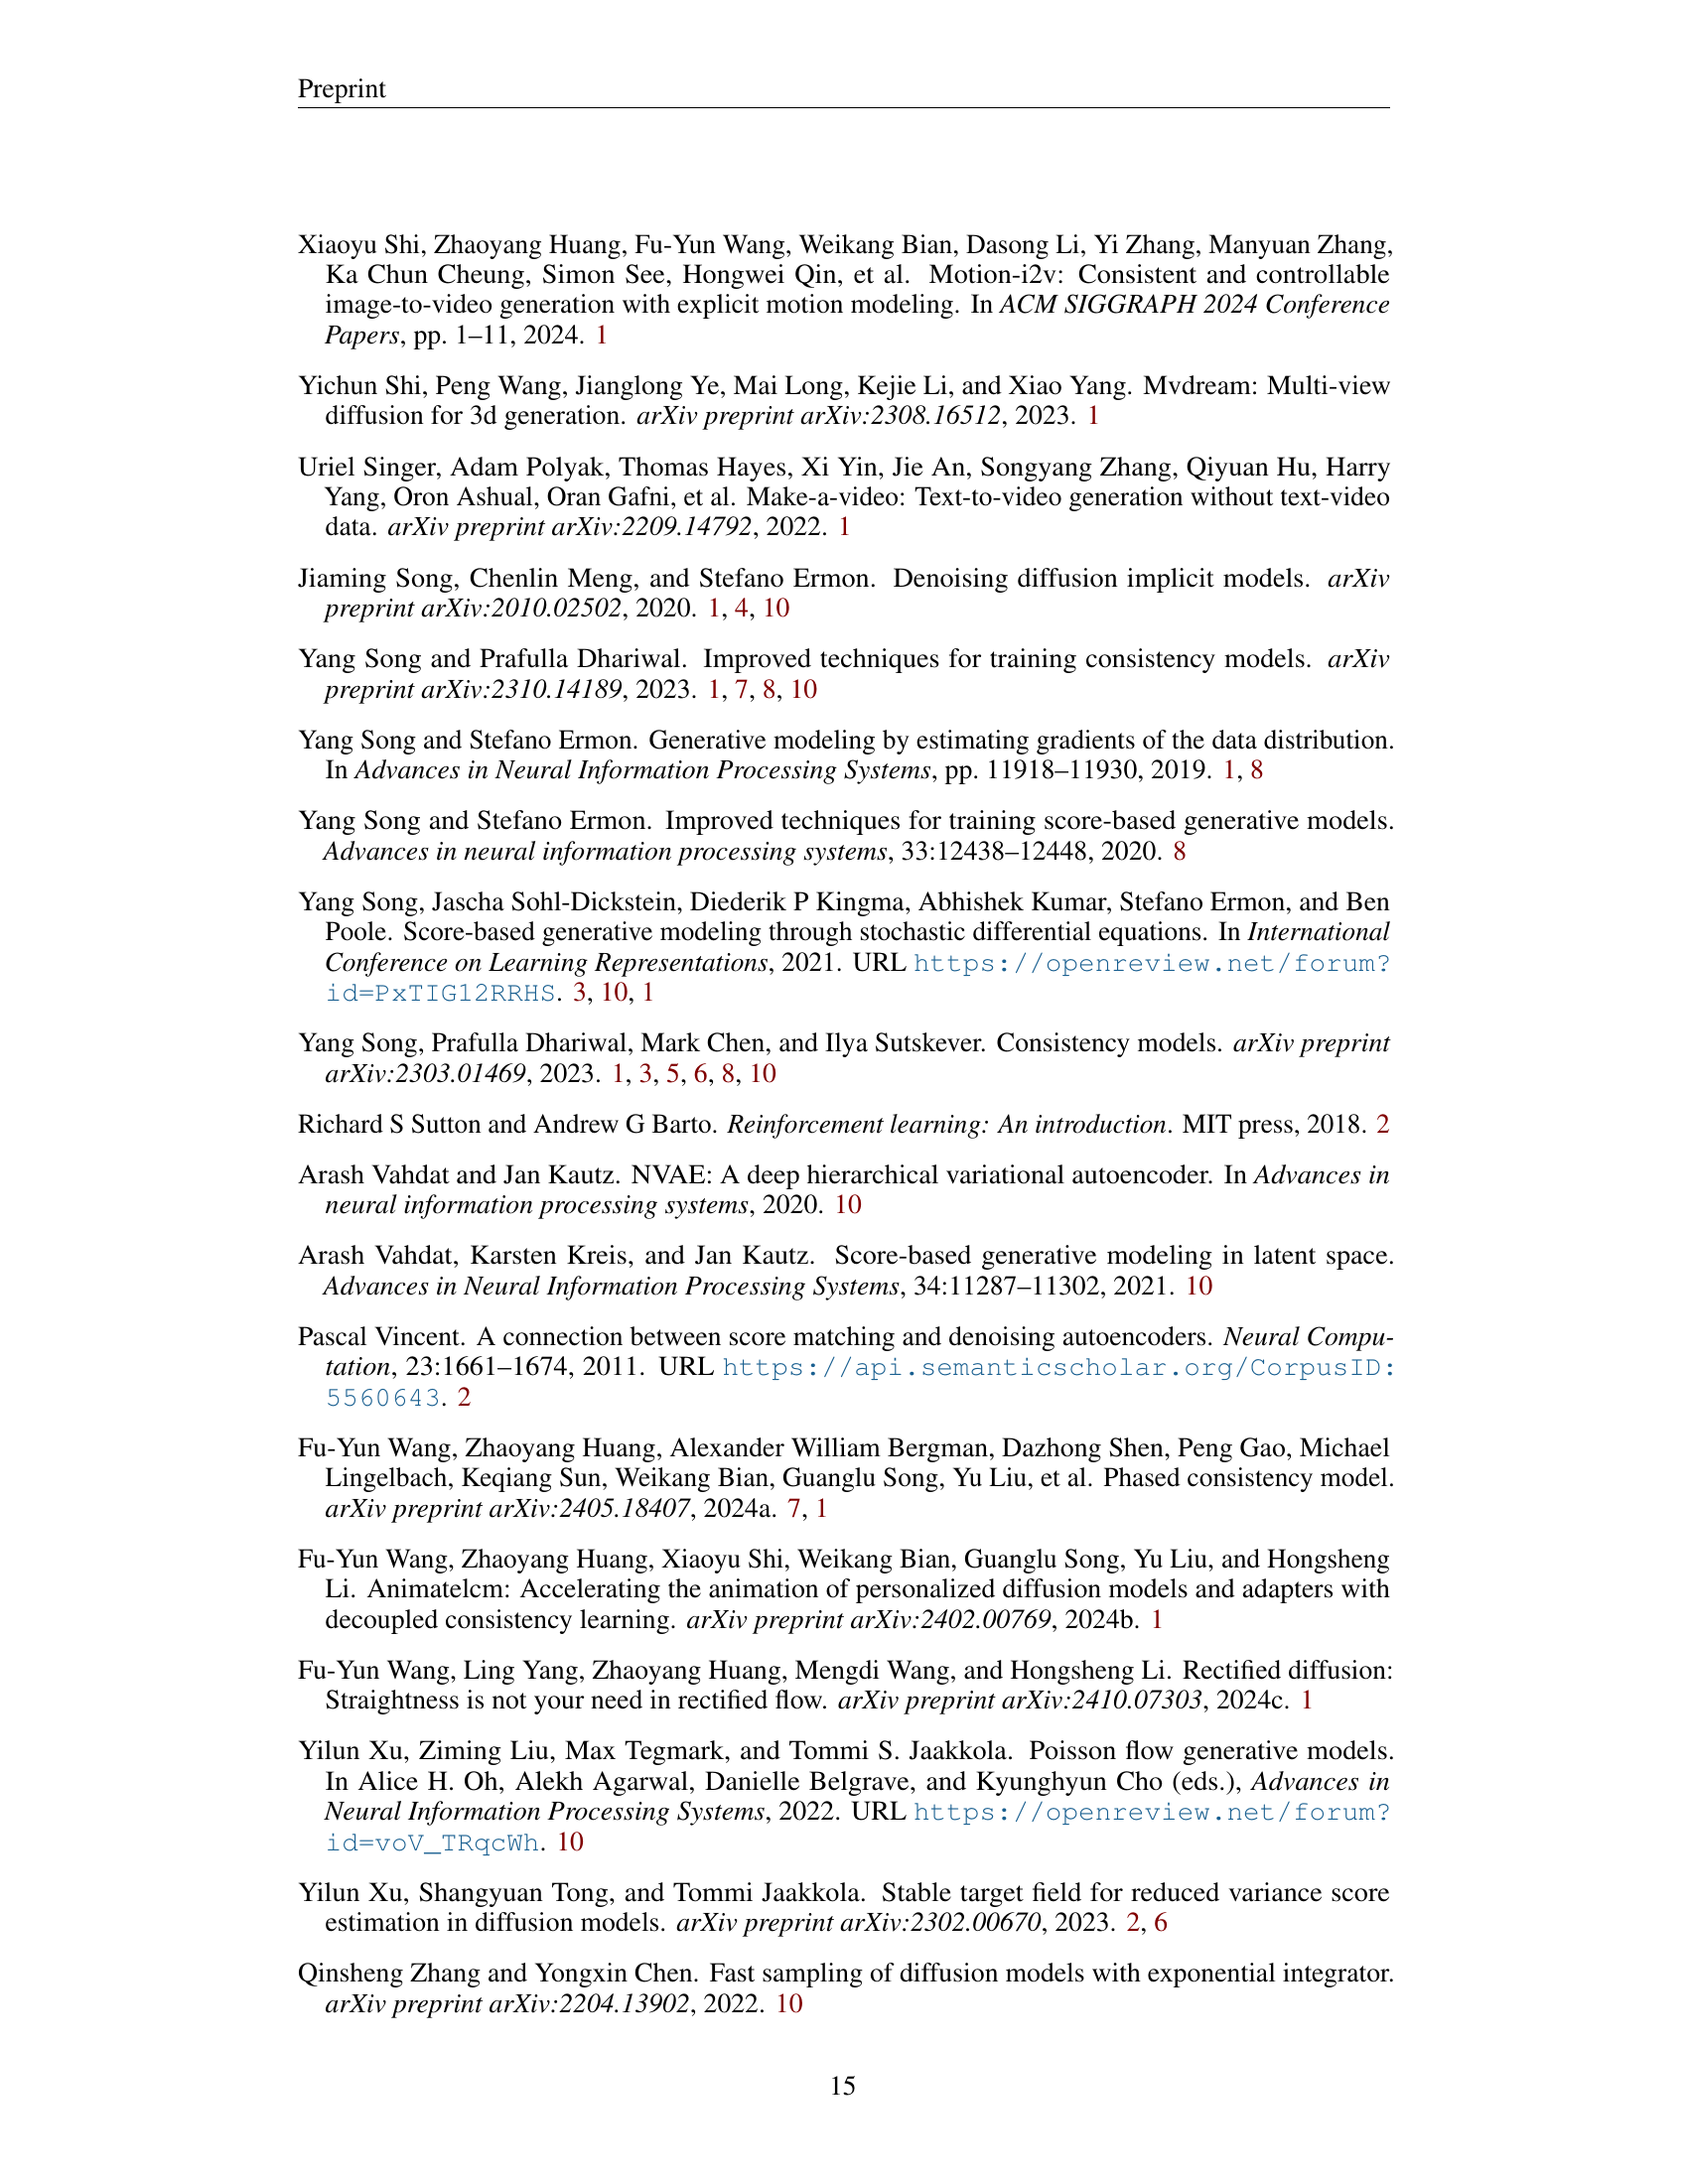 Preprint
Xiaoyu Shi, Zhaoyang Huang, Fu-Yun Wang, Weikang Bian, Dasong Li, Yi Zhang, Manyuan Zhang,
Ka Chun Cheung, Simon See, Hongwei Qin, et al. Motion-i2v: Consistent and controllable
image-to-video generation with explicit motion modeling. In ACM SIGGRAPH 2024 Conference
Papers, pp. 1–11, 2024. 1
Yichun Shi, Peng Wang, Jianglong Ye, Mai Long, Kejie Li, and Xiao Yang. Mvdream: Multi-view
diffusion for 3d generation. arXiv preprint arXiv:2308.16512, 2023. 1
Uriel Singer, Adam Polyak, Thomas Hayes, Xi Yin, Jie An, Songyang Zhang, Qiyuan Hu, Harry
Yang, Oron Ashual, Oran Gafni, et al. Make-a-video: Text-to-video generation without text-video
data. arXiv preprint arXiv:2209.14792, 2022. 1
Jiaming Song, Chenlin Meng, and Stefano Ermon. Denoising diffusion implicit models. arXiv
preprint arXiv:2010.02502, 2020. 1, 4, 10
Yang Song and Prafulla Dhariwal. Improved techniques for training consistency models. arXiv
preprint arXiv:2310.14189, 2023. 1, 7, 8, 10
Yang Song and Stefano Ermon. Generative modeling by estimating gradients of the data distribution.
In Advances in Neural Information Processing Systems, pp. 11918–11930, 2019. 1, 8
Yang Song and Stefano Ermon. Improved techniques for training score-based generative models.
Advances in neural information processing systems, 33:12438–12448, 2020. 8
Yang Song, Jascha Sohl-Dickstein, Diederik P Kingma, Abhishek Kumar, Stefano Ermon, and Ben
Poole. Score-based generative modeling through stochastic differential equations. In International
Conference on Learning Representations, 2021. URL https://openreview.net/forum?
id=PxTIG12RRHS. 3, 10, 1
Yang Song, Prafulla Dhariwal, Mark Chen, and Ilya Sutskever. Consistency models. arXiv preprint
arXiv:2303.01469, 2023. 1, 3, 5, 6, 8, 10
Richard S Sutton and Andrew G Barto. Reinforcement learning: An introduction. MIT press, 2018. 2
Arash Vahdat and Jan Kautz. NVAE: A deep hierarchical variational autoencoder. In Advances in
neural information processing systems, 2020. 10
Arash Vahdat, Karsten Kreis, and Jan Kautz. Score-based generative modeling in latent space.
Advances in Neural Information Processing Systems, 34:11287–11302, 2021. 10
Pascal Vincent. A connection between score matching and denoising autoencoders. Neural Compu-
tation, 23:1661–1674, 2011. URL https://api.semanticscholar.org/CorpusID:
5560643. 2
Fu-Yun Wang, Zhaoyang Huang, Alexander William Bergman, Dazhong Shen, Peng Gao, Michael
Lingelbach, Keqiang Sun, Weikang Bian, Guanglu Song, Yu Liu, et al. Phased consistency model.
arXiv preprint arXiv:2405.18407, 2024a. 7, 1
Fu-Yun Wang, Zhaoyang Huang, Xiaoyu Shi, Weikang Bian, Guanglu Song, Yu Liu, and Hongsheng
Li. Animatelcm: Accelerating the animation of personalized diffusion models and adapters with
decoupled consistency learning. arXiv preprint arXiv:2402.00769, 2024b. 1
Fu-Yun Wang, Ling Yang, Zhaoyang Huang, Mengdi Wang, and Hongsheng Li. Rectified diffusion:
Straightness is not your need in rectified flow. arXiv preprint arXiv:2410.07303, 2024c. 1
Yilun Xu, Ziming Liu, Max Tegmark, and Tommi S. Jaakkola. Poisson flow generative models.
In Alice H. Oh, Alekh Agarwal, Danielle Belgrave, and Kyunghyun Cho (eds.), Advances in
Neural Information Processing Systems, 2022. URL https://openreview.net/forum?
id=voV_TRqcWh. 10
Yilun Xu, Shangyuan Tong, and Tommi Jaakkola. Stable target field for reduced variance score
estimation in diffusion models. arXiv preprint arXiv:2302.00670, 2023. 2, 6
Qinsheng Zhang and Yongxin Chen. Fast sampling of diffusion models with exponential integrator.
arXiv preprint arXiv:2204.13902, 2022. 10
15